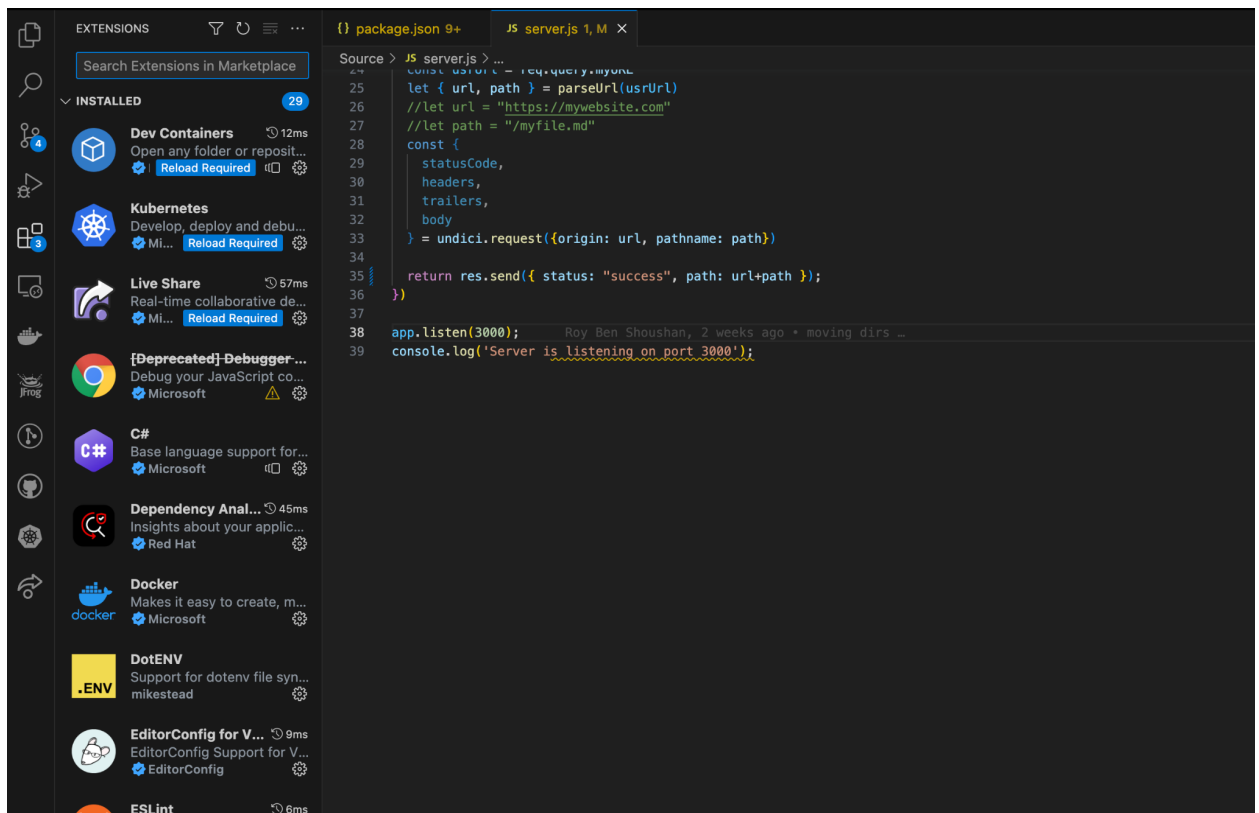 EXTENSIONS
Search Extensions in Marketplace
INSTALLED
29
Dev Containers 12ms
Open any folder or reposit...
Reload Required
Kubernetes
Develop, deploy and debu...
Mi... Reload Required
Live Share 57ms
Real-time collaborative de...
Mi... Reload Required
[Deprecated] Debugger ...
Debug your JavaScript co...
Microsoft
C#
Base language support for...
Microsoft
Dependency Anal... 45ms
Insights about your applic...
Red Hat
Docker
Makes it easy to create, m...
Microsoft
docker
DotENV
Support for dotenv file syn...
mikestead
.ENV
EditorConfig for V... 9ms
EditorConfig Support for V...
EditorConfig
ESLint 6ms
4
3
JFrog
{} package.json 9+
JS server.js 1, M
Source > JS server.js > ...
24 const usrUrl = req.query.myURL
25 let { url, path } = parseUrl(usrUrl)
26 //let url = "https://mywebsite.com"
27 //let path = "/myfile.md"
28 const {
29 statusCode,
30 headers,
31 trailers,
32 body
33 } = undici.request({origin: url, pathname: path})
34
35 return res.send({ status: "success", path: url+path });
36 })
37
38 app.listen(3000); Roy Ben Shoushan, 2 weeks ago • moving dirs …
39 console.log('Server is listening on port 3000');